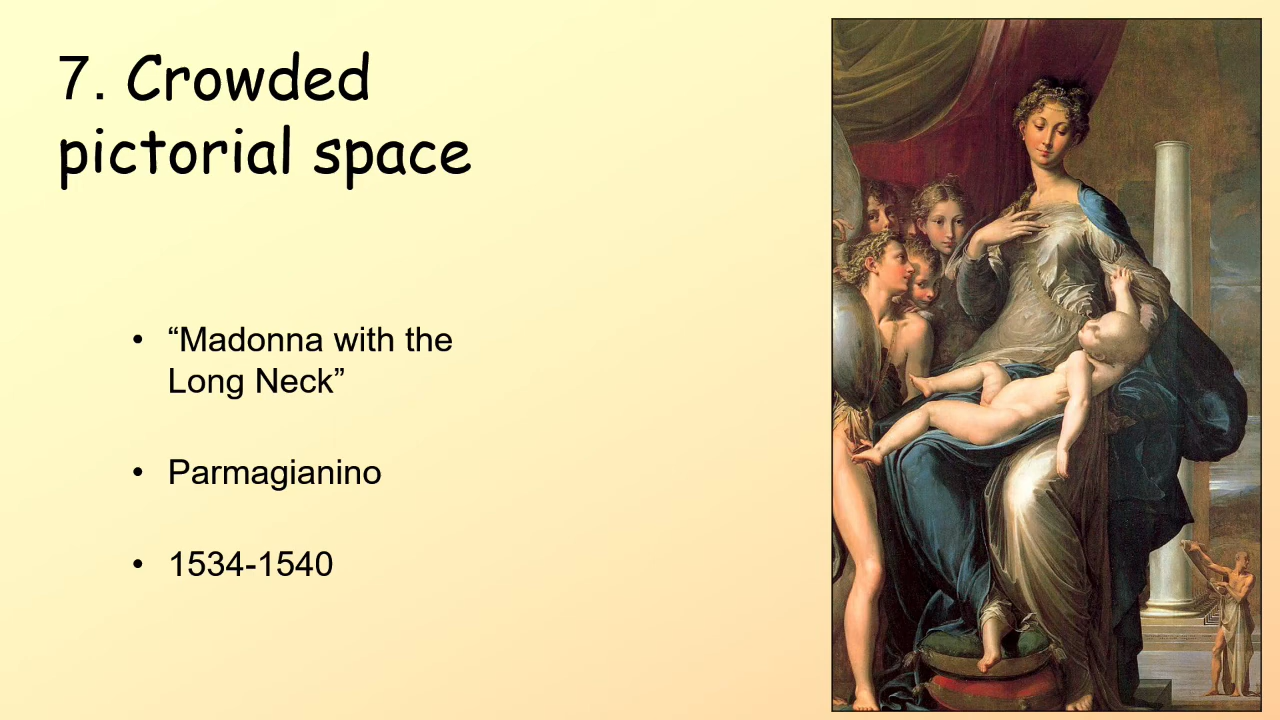 7. Crowded
pictorial space
• “Madonna with the
Long Neck”
• Parmagianino
• 1534-1540